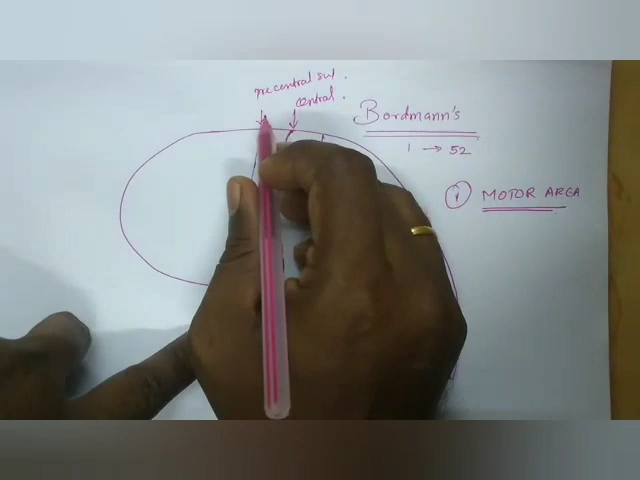 precentral sul.
central.
Bordmann's
1 → 52
① MOTOR AREA